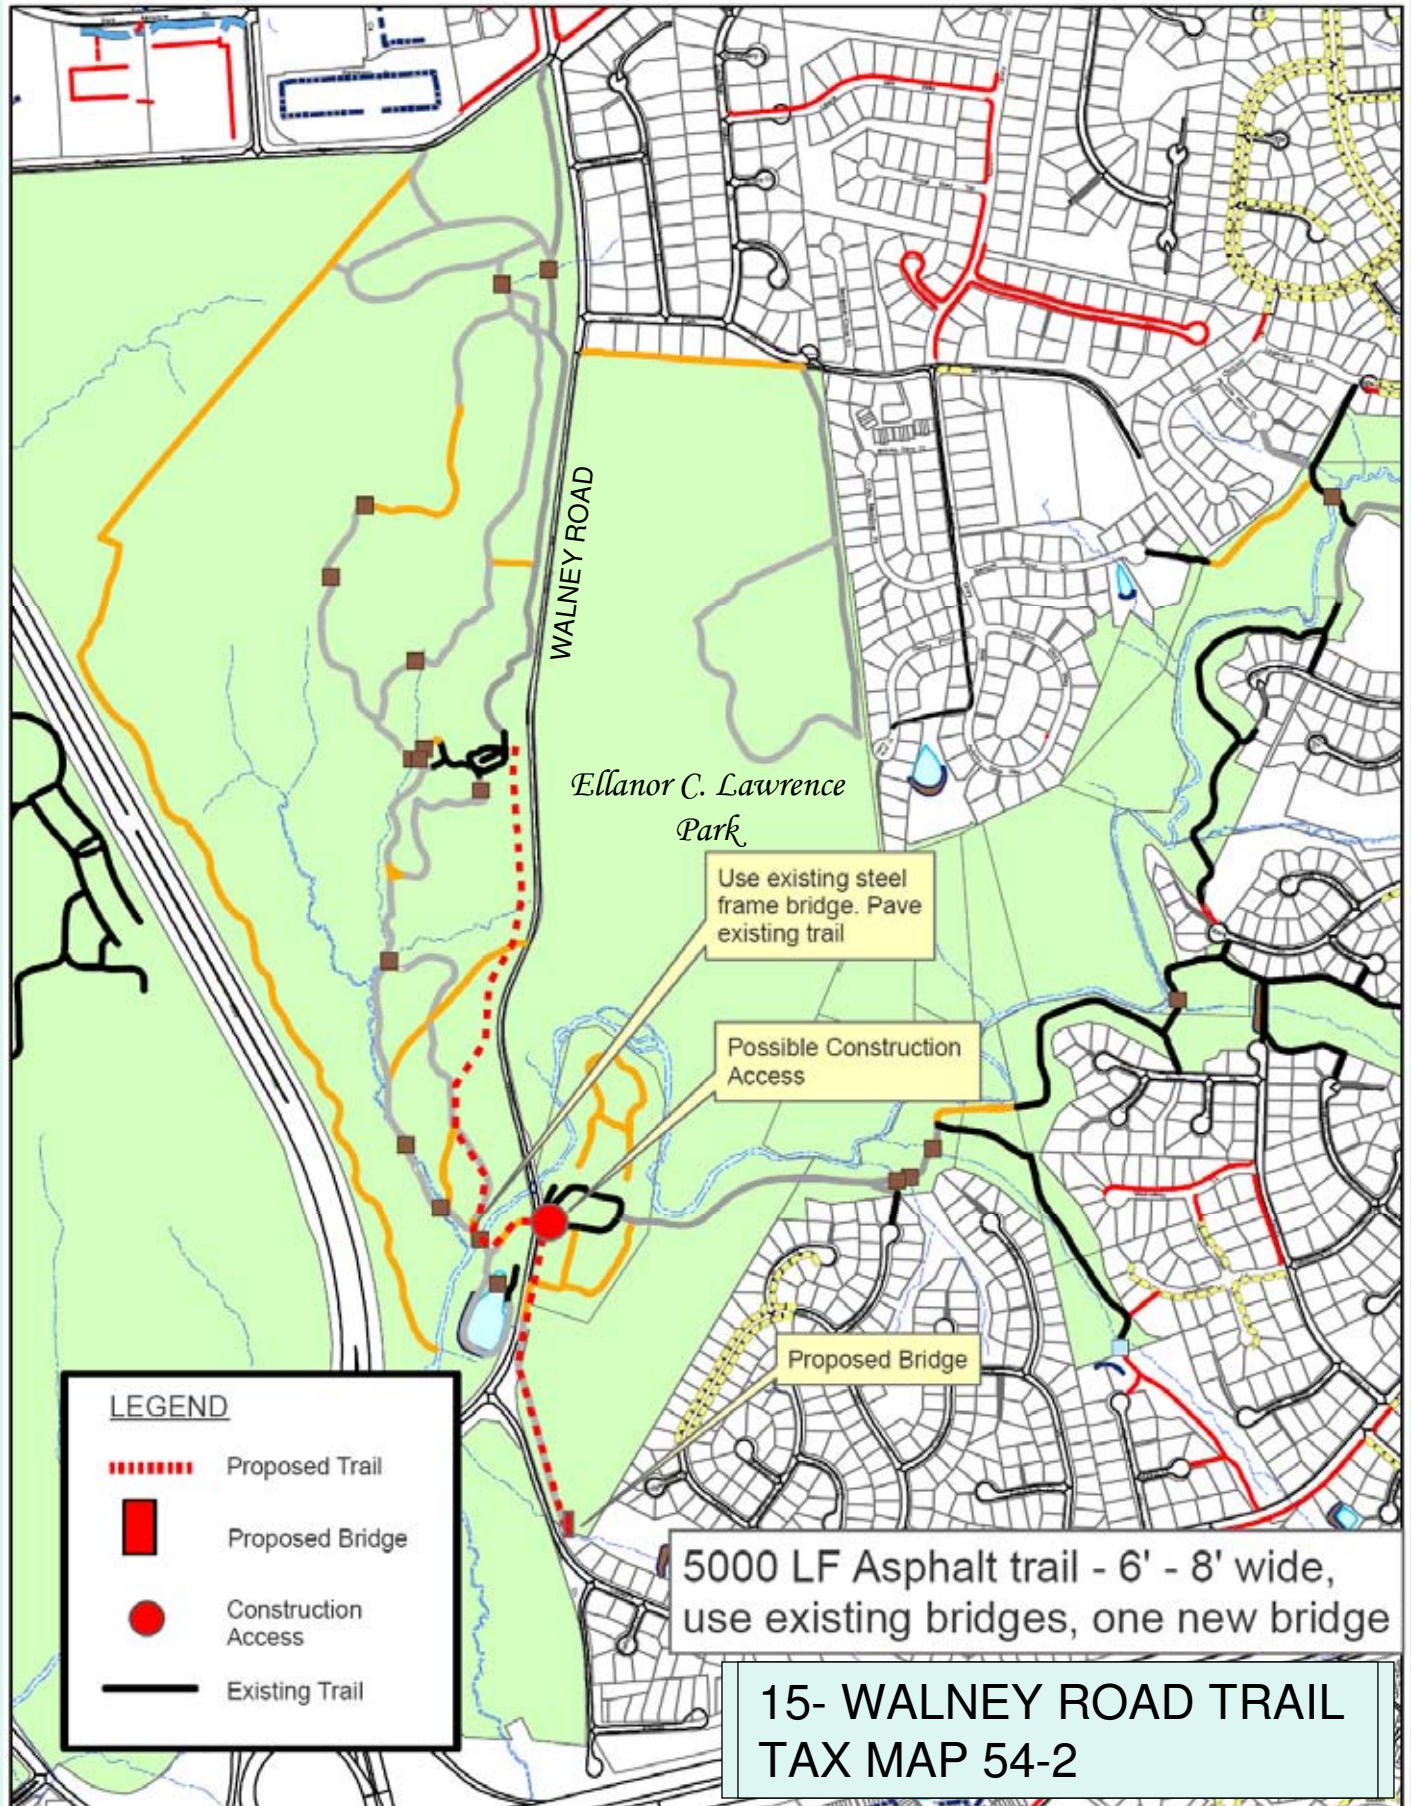 WALNEY ROAD
Ellanor C. Lawrence
Park
Use existing steel
frame bridge. Pave
existing trail
Possible Construction
Access
Proposed Bridge
LEGEND
Proposed Trail
Proposed Bridge
Construction
Access
Existing Trail
5000 LF Asphalt trail - 6' - 8' wide,
use existing bridges, one new bridge
15- WALNEY ROAD TRAIL
TAX MAP 54-2